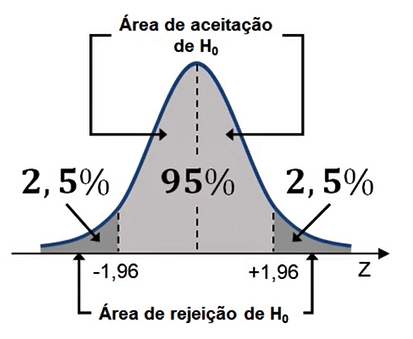 Área de aceitação
de H₀
2,5%
95%
2,5%
-1,96
+1,96
Z
Área de rejeição de H₀